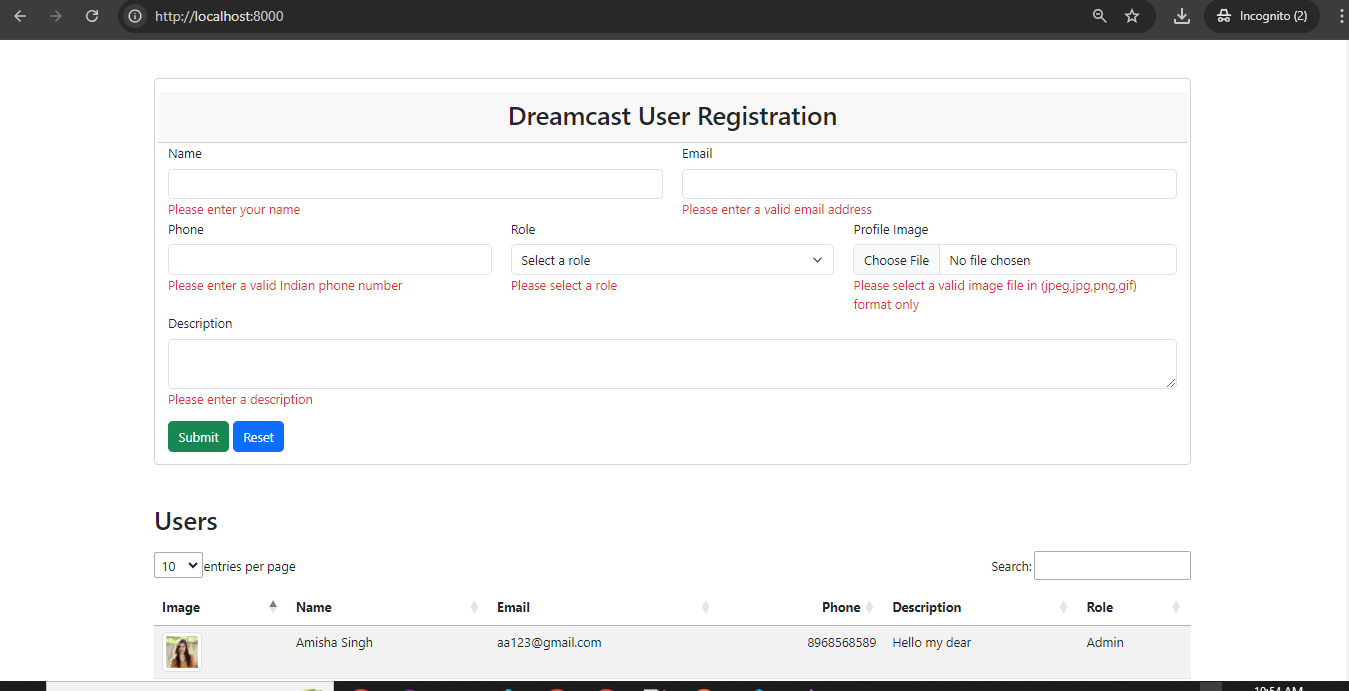 http://localhost:8000
Incognito (2)
Dreamcast User Registration
Name Email
Please enter your name Please enter a valid email address
Phone Role Profile Image
Select a role Choose File No file chosen
Please enter a valid Indian phone number Please select a role Please select a valid image file in (jpeg,jpg,png,gif)
format only
Description
Please enter a description
Submit Reset
Users
10 entries per page Search:
Image Name Email Phone Description Role
Amisha Singh aa123@gmail.com 8968568589 Hello my dear Admin
10:54 AM